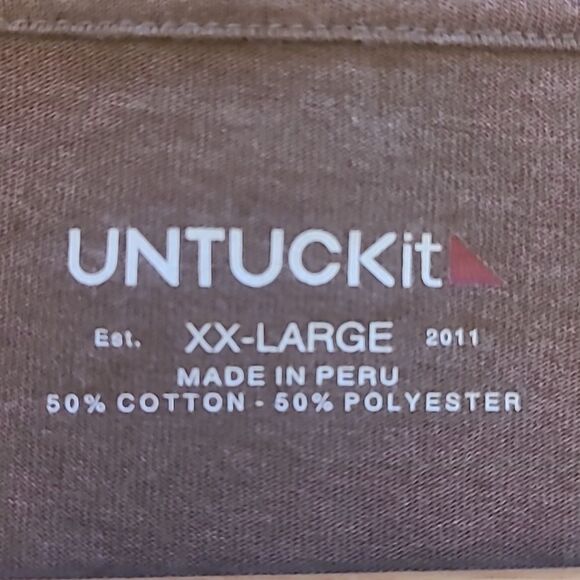 UNTUCKit
Est. XX-LARGE 2011
MADE IN PERU
50% COTTON - 50% POLYESTER